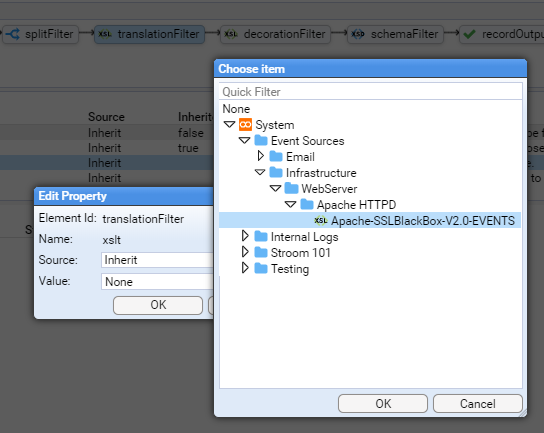 splitFilter
translationFilter
decorationFilter
schemaFilter
recordOutpu
Choose item
Quick Filter
None
System
Event Sources
Email
Infrastructure
WebServer
Apache HTTPD
XSL Apache-SSLBlackBox-V2.0-EVENTS
Internal Logs
Stroom 101
Testing
OK
Cancel
Source
Inherit
Inherit false
Inherit true
Inherit
Inherit
Edit Property
Element Id: translationFilter
Name: xslt
Source: Inherit
Value: None
OK